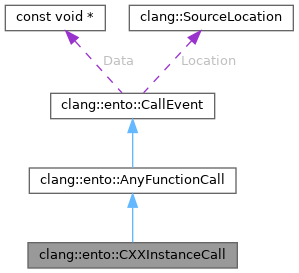 const void *
clang::SourceLocation
Data
Location
clang::ento::CallEvent
clang::ento::AnyFunctionCall
clang::ento::CXXInstanceCall